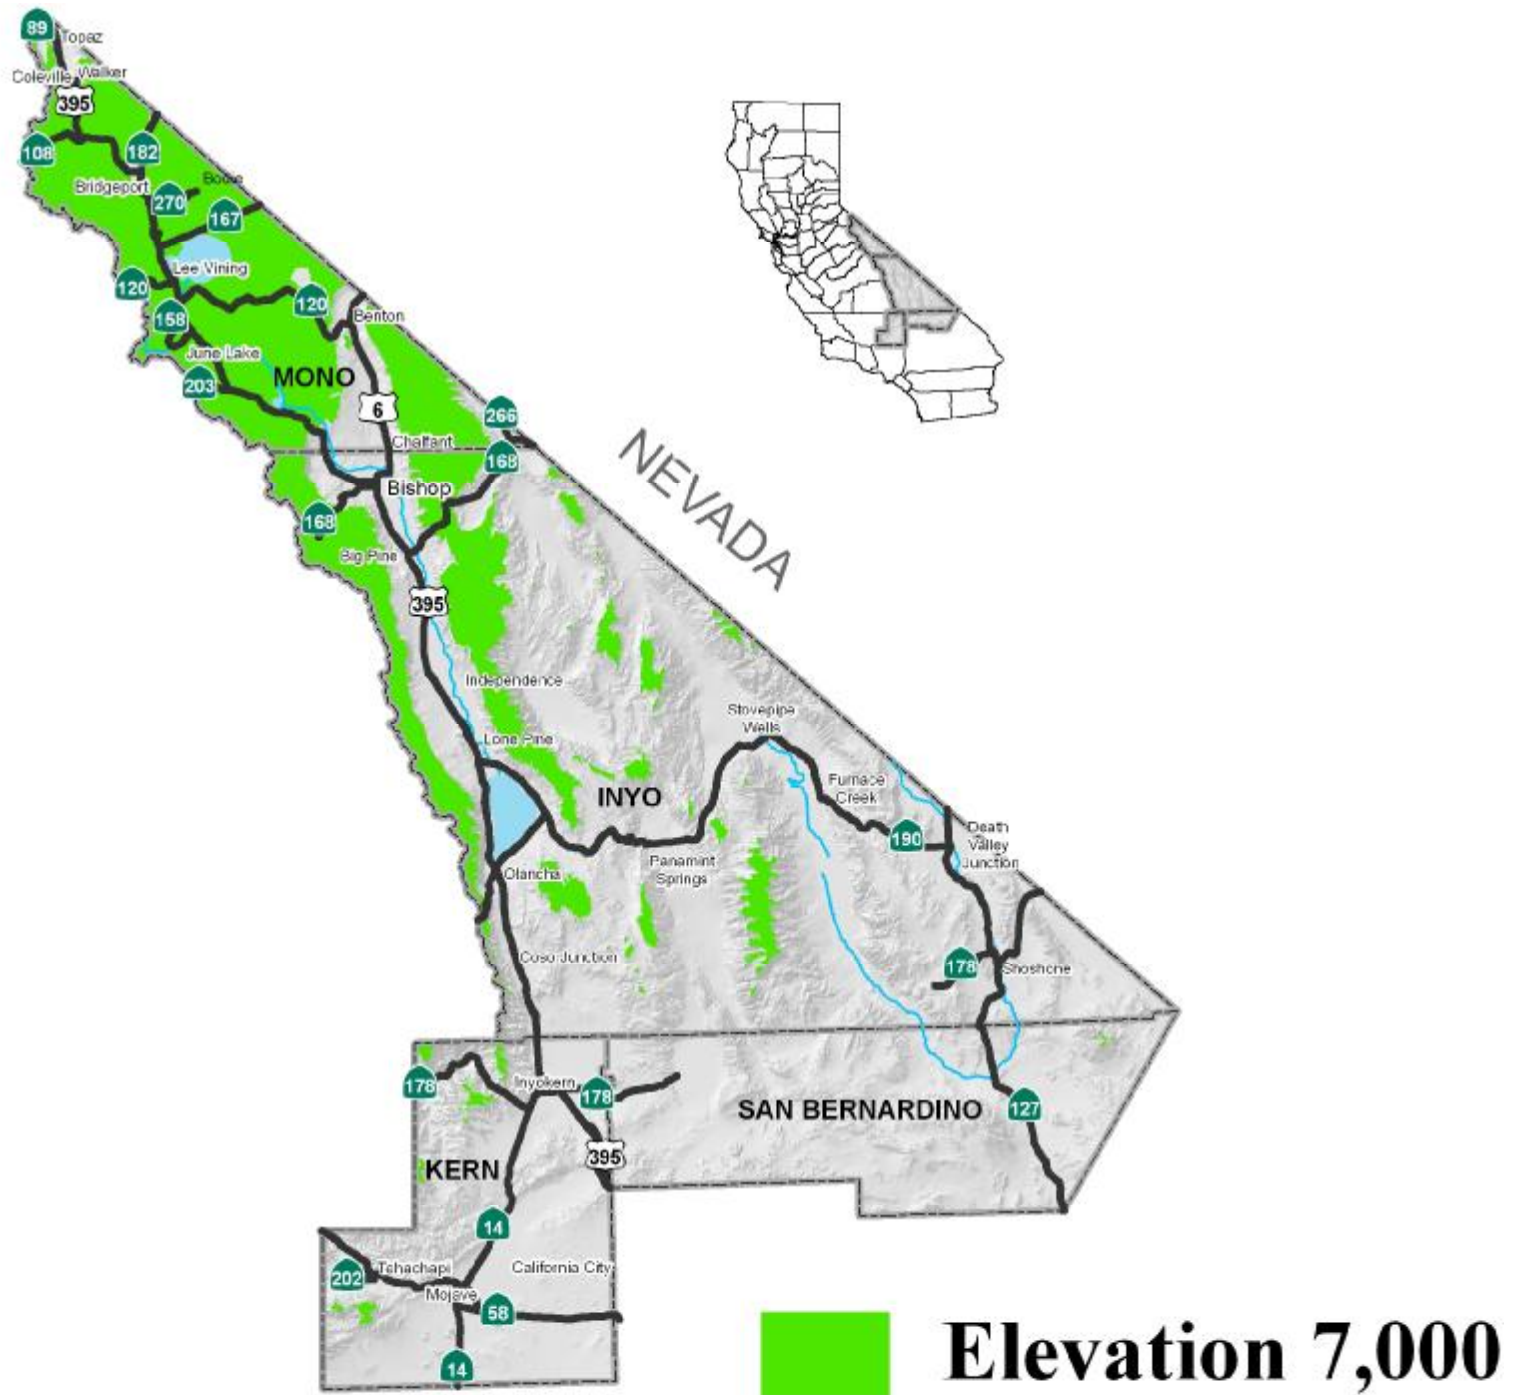 89
Topaz
Coleville
Walker
395
108
182
Bridgeport
Bodie
270
167
Lee Vining
120
120
158
Benton
June Lake
MONO
203
6
266
Chalfant
168
NEVADA
Bishop
168
Big Pine
395
Independence
Stovepipe
Wells
Lone Pine
INYO
Furnace
Creek
190
Death
Valley
Junction
Panamint
Springs
Olancha
Coso Junction
178
Shoshone
178
Inyokern
178
SAN BERNARDINO
127
395
KERN
14
202
Tehachapi
California City
Mojave
58
14
Elevation 7,000